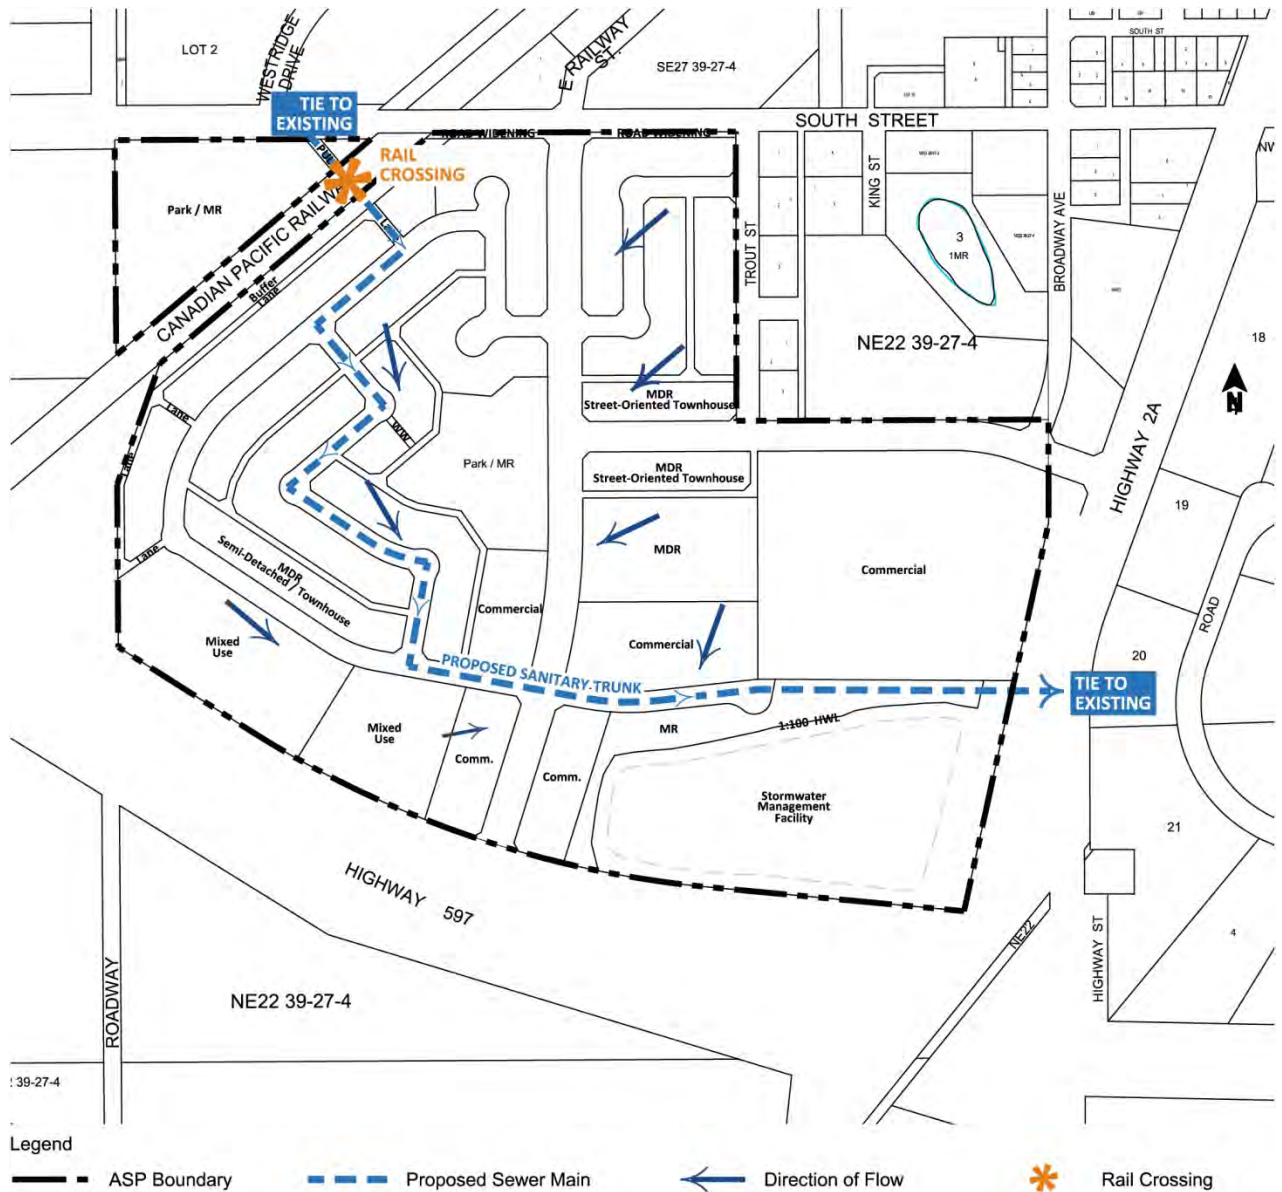 SOUTH ST
LOT 2
WESTRIDGE
DRIVE
E RAILWAY
ST
SE27 39-27-4
TIE TO
EXISTING
SOUTH STREET
ROAD WIDENING
ROAD WIDENING
PUL
RAIL
CROSSING
KING ST
NW
Park / MR
Lane
TROUT ST
BROADWAY AVE
3
1MR
CANADIAN PACIFIC RAILWAY
Buffer
Lane
NE22 39-27-4
18
N
MDR
Street-Oriented Townhouse
Lane
WW
HIGHWAY 2A
Lane
Park / MR
MDR
Street-Oriented Townhouse
19
Lane
MDR
Semi-Detached / Townhouse
MDR
Commercial
ROAD
Commercial
Mixed
Use
Commercial
20
PROPOSED SANITARY TRUNK
TIE TO
EXISTING
Mixed
Use
MR
1:100 HWL
Comm.
Comm.
Stormwater
Management
Facility
21
HIGHWAY 597
NE22
4
HIGHWAY ST
ROADWAY
NE22 39-27-4
39-27-4
Legend
ASP Boundary
Proposed Sewer Main
Direction of Flow
Rail Crossing